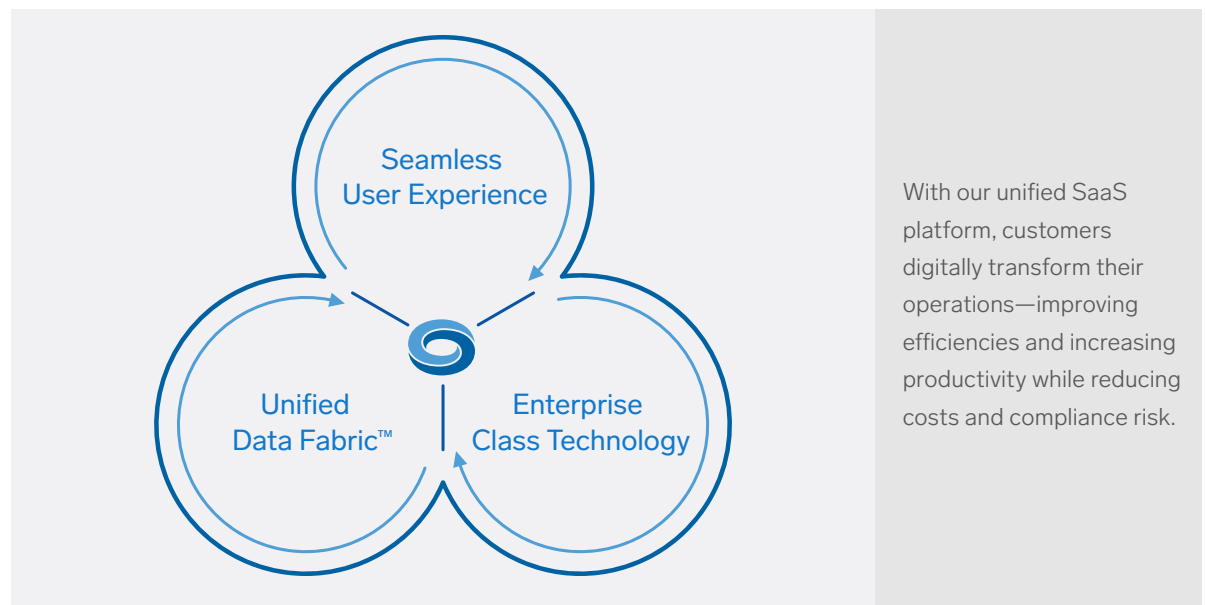 Seamless
User Experience
Unified
Data Fabric™
Enterprise
Class Technology
With our unified SaaS
platform, customers
digitally transform their
operations—improving
efficiencies and increasing
productivity while reducing
costs and compliance risk.